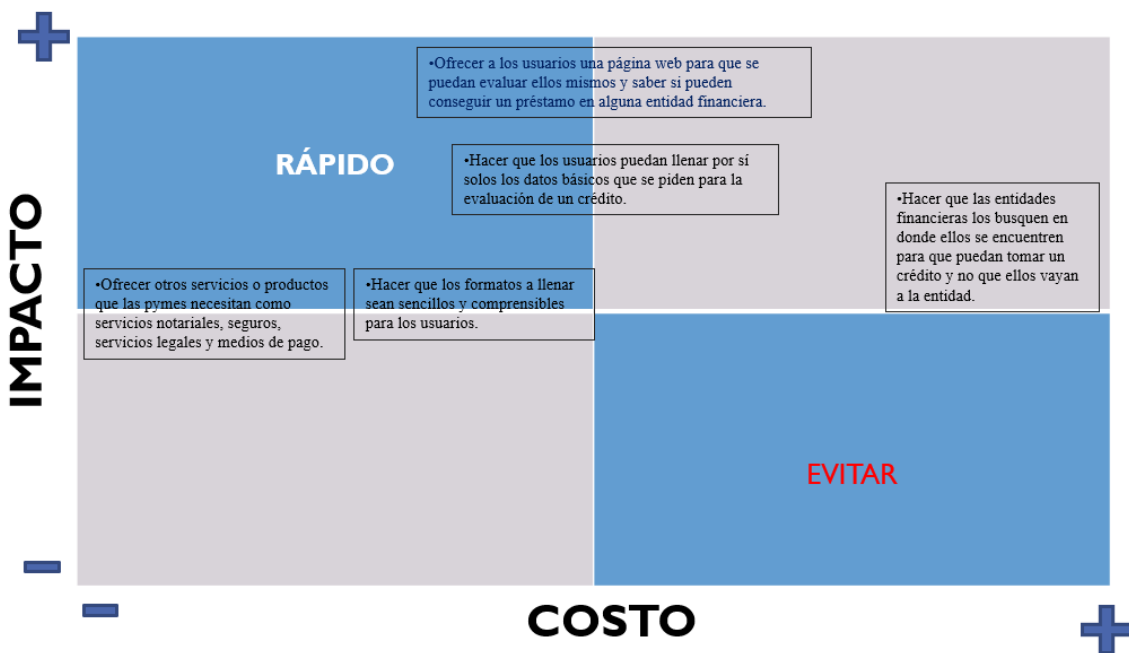 •Ofrecer a los usuarios una página web para que se
puedan evaluar ellos mismos y saber si pueden
conseguir un préstamo en alguna entidad financiera.
RÁPIDO
•Hacer que los usuarios puedan llenar por sí
solos los datos básicos que se piden para la
evaluación de un crédito.
•Hacer que las entidades
financieras los busquen en
donde ellos se encuentren
para que puedan tomar un
crédito y no que ellos vayan
a la entidad.
IMPACTO
•Ofrecer otros servicios o productos
que las pymes necesitan como
servicios notariales, seguros,
servicios legales y medios de pago.
•Hacer que los formatos a llenar
sean sencillos y comprensibles
para los usuarios.
EVITAR
COSTO